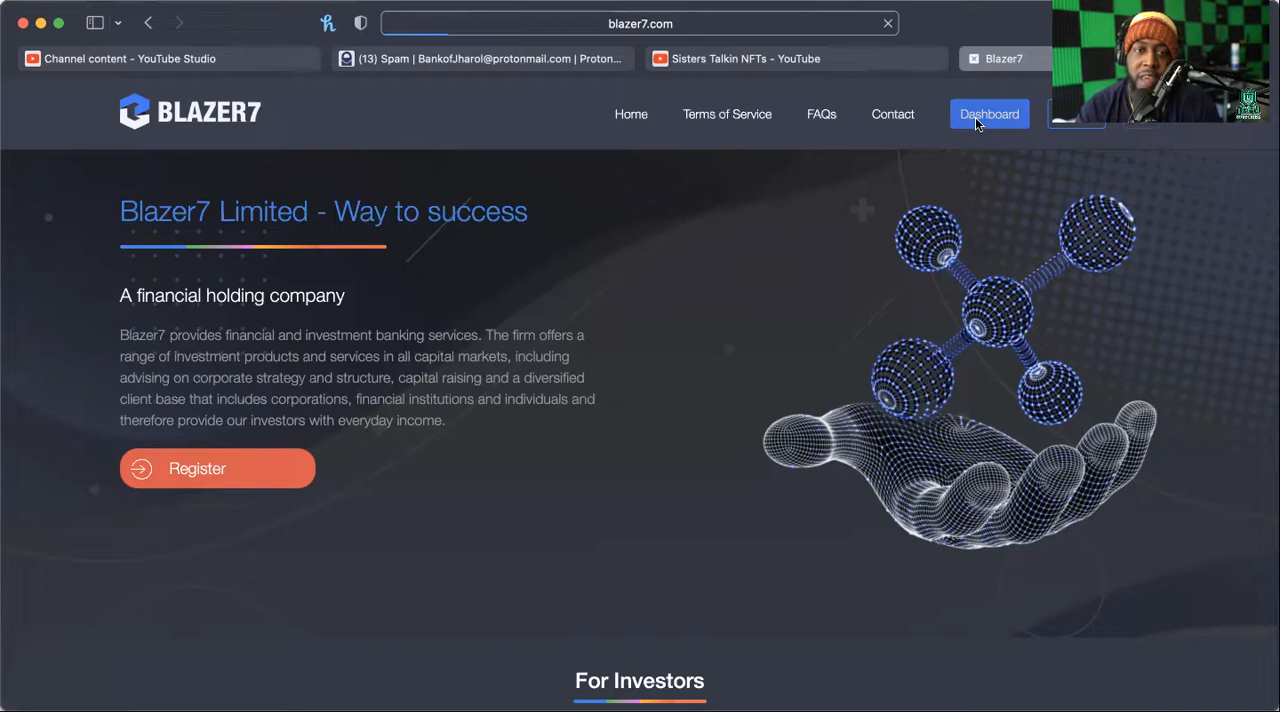 blazer7.com
Channel content - YouTube Studio
(13) Spam | BankofJharol@protonmail.com | Proton...
Sisters Talkin NFTs - YouTube
Blazer7
BLAZER7
Home
Terms of Service
FAQs
Contact
Dashboard
Blazer7 Limited - Way to success
A financial holding company
Blazer7 provides financial and investment banking services. The firm offers a
range of investment products and services in all capital markets, including
advising on corporate strategy and structure, capital raising and a diversified
client base that includes corporations, financial institutions and individuals and
therefore provide our investors with everyday income.
Register
For Investors